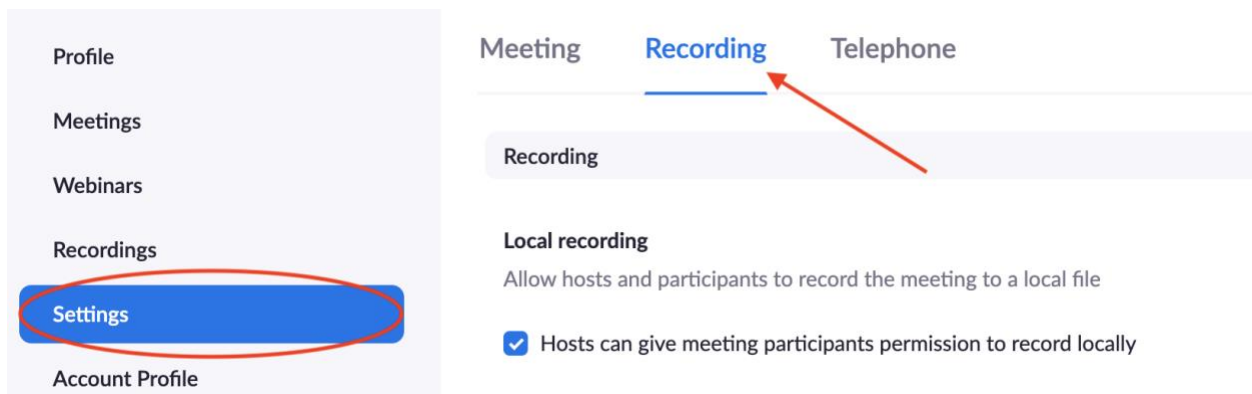 Profile
Meetings
Webinars
Recordings
Settings
Account Profile
Meeting Recording Telephone
Recording
Local recording
Allow hosts and participants to record the meeting to a local file
Hosts can give meeting participants permission to record locally